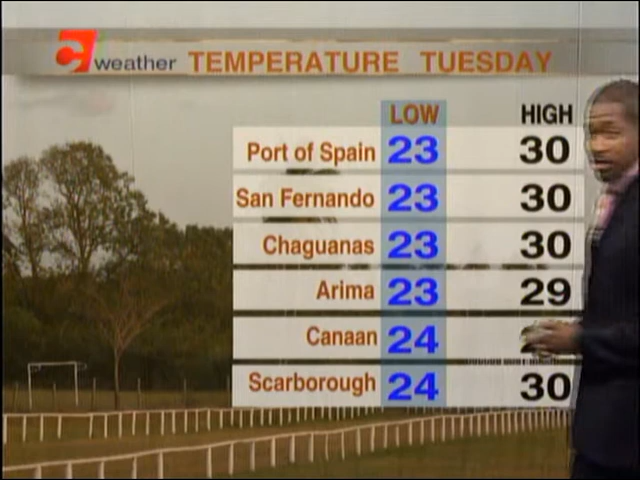 weather TEMPERATURE TUESDAY
LOW HIGH
Port of Spain 23 30
San Fernando 23 30
Chaguanas 23 30
Arima 23 29
Canaan 24
Scarborough 24 30